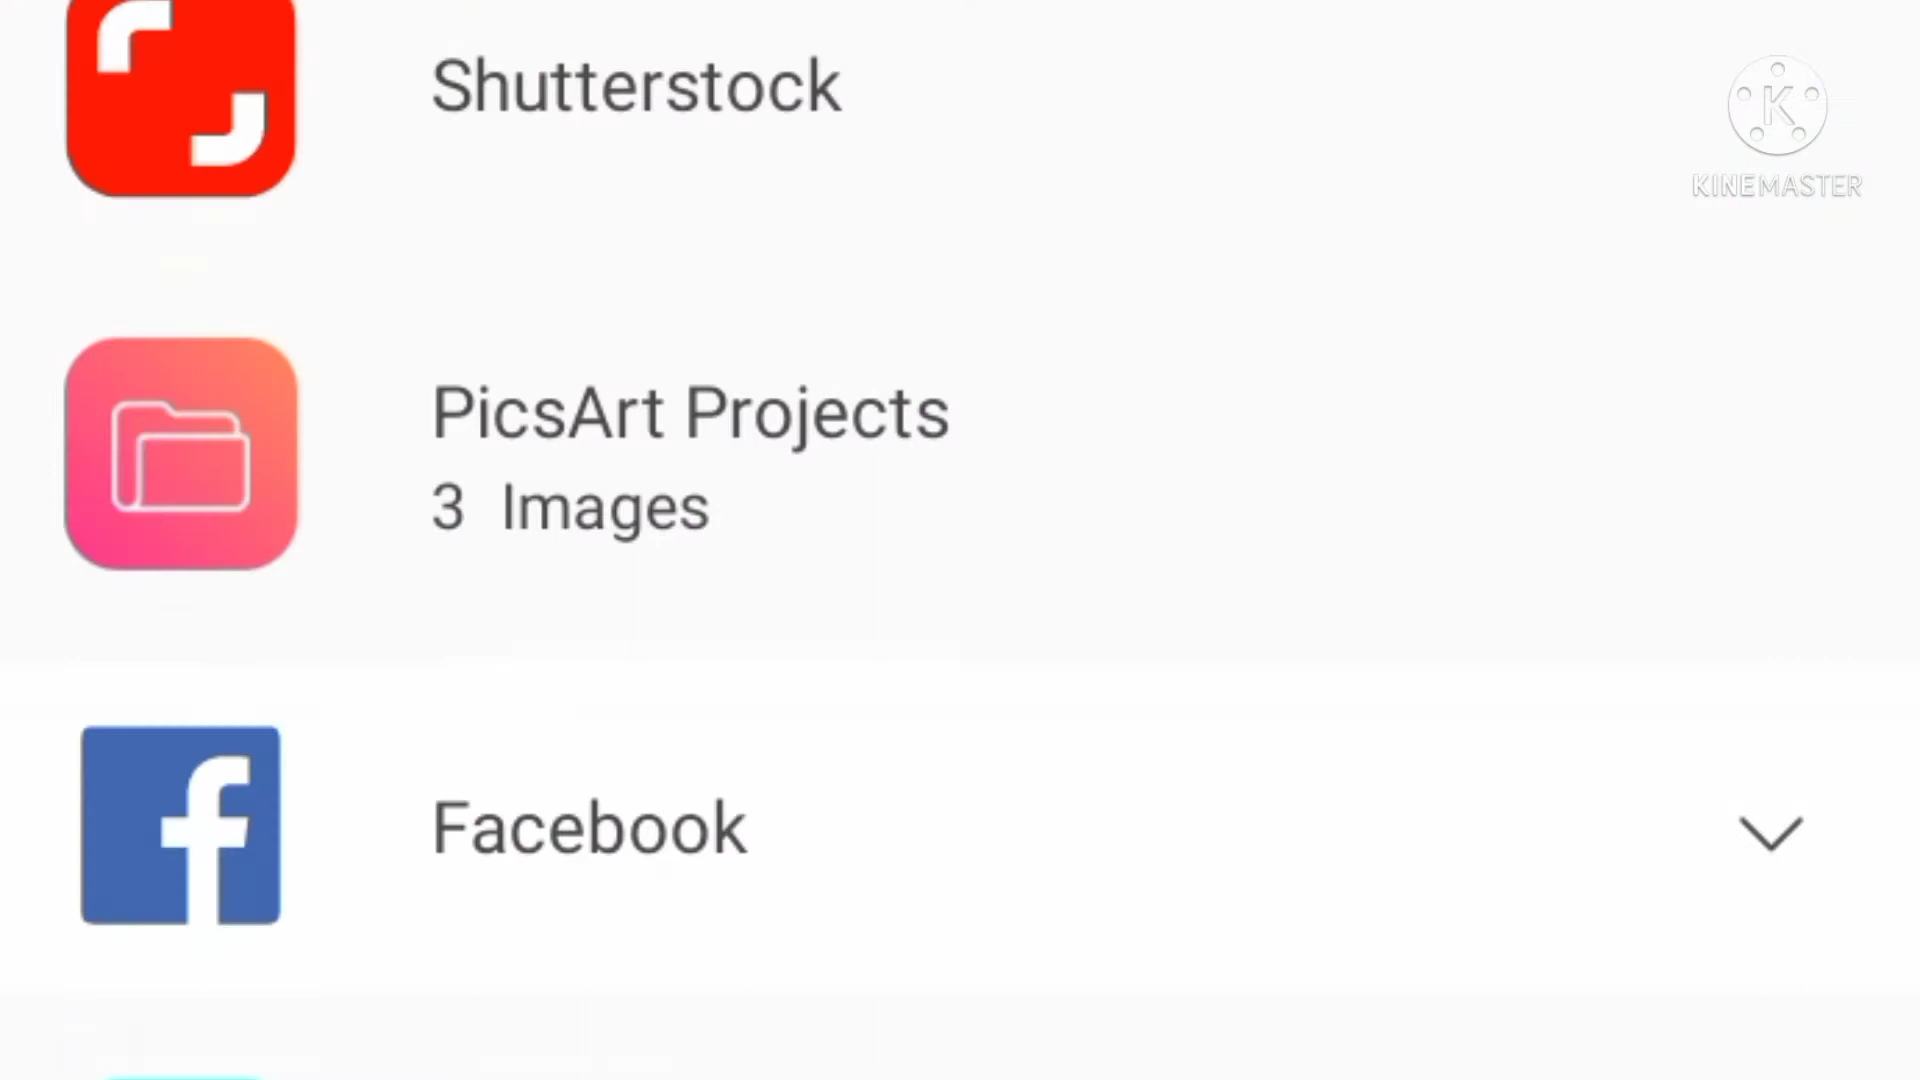 Shutterstock
K
KINEMASTER
PicsArt Projects
3 Images
f
Facebook